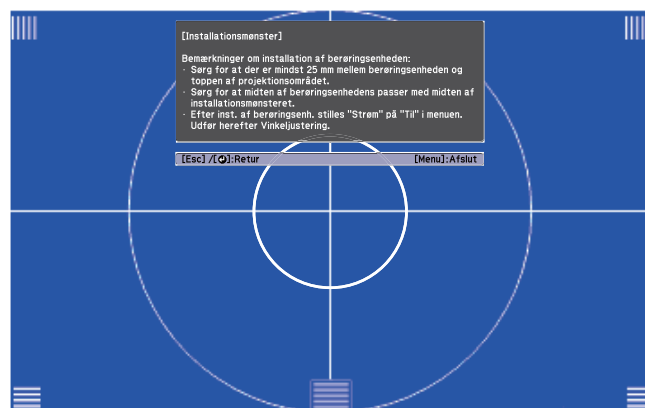 [Installationsmønster]
Bemærkninger om installation af berøringsenheden:
· Sørg for at der er mindst 25 mm mellem berøringsenheden og
toppen af projektionsområdet.
· Sørg for at midten af berøringsenhedens passer med midten af
installationsmønsteret.
· Efter inst. af berøringsenh. stilles "Strøm" på "Til" i menuen.
Udfør herefter Vinkeljustering.
[Esc] /[⏎]:Retur [Menu]:Afslut